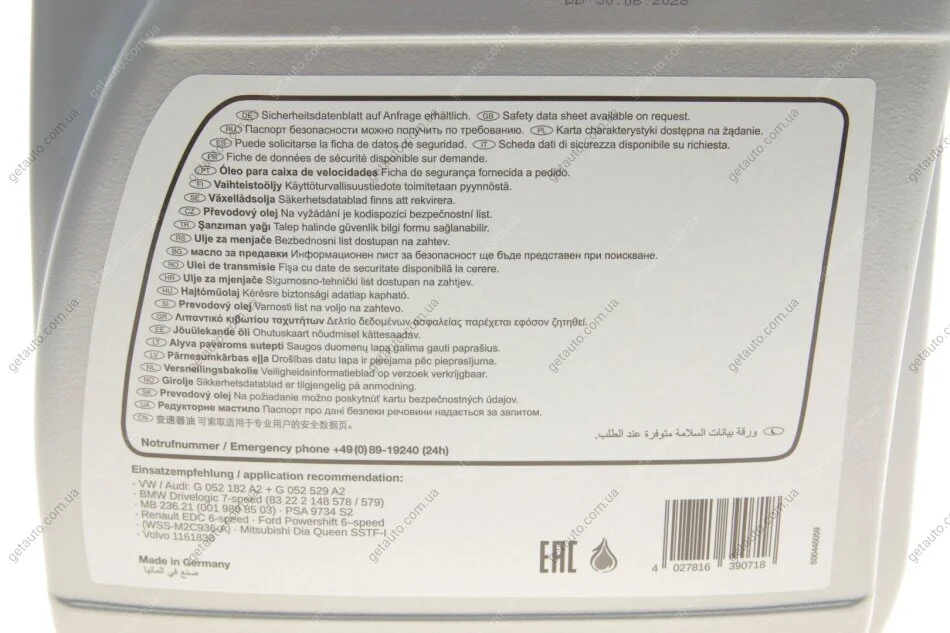 30.06.2028
DE Sicherheitsdatenblatt auf Anfrage erhältlich. GB Safety data sheet available on request.
RU Паспорт безопасности можно получить по требованию. PL Karta charakterystyki dostępna na żądanie.
ES Puede solicitarse la ficha de datos de seguridad. IT Scheda dati di sicurezza disponibile su richiesta.
FR Fiche de données de sécurité disponible sur demande.
PT Óleo para caixa de velocidades Ficha de segurança fornecida a pedido.
FI Vaihteistoöljy Käyttöturvallisuustiedote toimitetaan pyynnöstä.
SE Växellådsolja Säkerhetsdatablad finns att rekvirera.
CZ Převodový olej Na vyžádání je kodispozici bezpečnostní list.
TR Şanzıman yağı Talep halinde güvenlik bilgi formu sağlanabilir.
RS Ulje za menjače Bezbednosni list dostupan na zahtev.
BG масло за предавки Информационен лист за безопасност ще бъде представен при поискване.
RO Ulei de transmisie Fişa cu date de securitate disponibilă la cerere.
HR Ulje za mjenjače Sigurnosno-tehnički list dostupan na zahtjev.
HU Hajtóműolaj Kérésre biztonsági adatlap kapható.
SI Prevodový olej Varnosti list na voljo na zahtevo.
GR Λιπαντικό κιβωτίου ταχυτήτων Δελτίο δεδομένων ασφαλείας παρέχεται εφόσον ζητηθεί.
EE Jõuülekande õli Ohutuskaart nõudmisel kättesaadav.
LT Alyva pavaroms sutepti Saugos duomenų lapą galima gauti paprašius.
LV Pārnesumkārbas eļļa Drošības datu lapa ir pieejama pēc pieprasījuma.
NL Versnellingsbakolie Veiligheidsinformatieblad op verzoek verkrijgbaar.
NO Girolje Sikkerhetsdatablad er tilgjengelig på anmodning.
SK Prevodový olej Na požiadanie možno poskytnúť kartu bezpečnostných údajov.
UA Редукторне мастило Паспорт про дані безпеки речовини надається за запитом.
CN 变速器油 可索取适用于专业用户的安全数据页。
ورقة بيانات السلامة متوفرة عند الطلب.
Notrufnummer / Emergency phone +49(0)89-19240 (24h)
Einsatzempfehlung / application recommendation:
· VW / Audi: G 052 182 A2 + G 052 529 A2
· BMW Drivelogic 7-speed (83 22 2 148 578 / 579)
· MB 236.21 (001 989 85 03) · PSA 9734 S2
· Renault EDC 6-speed · Ford Powershift 6-speed
(WSS-M2C936-A) · Mitsubishi Dia Queen SSTF-I
· Volvo 1161839
Made in Germany
صنع في المانيا
EAC
4 027816 390718
500445059
getauto.com.ua